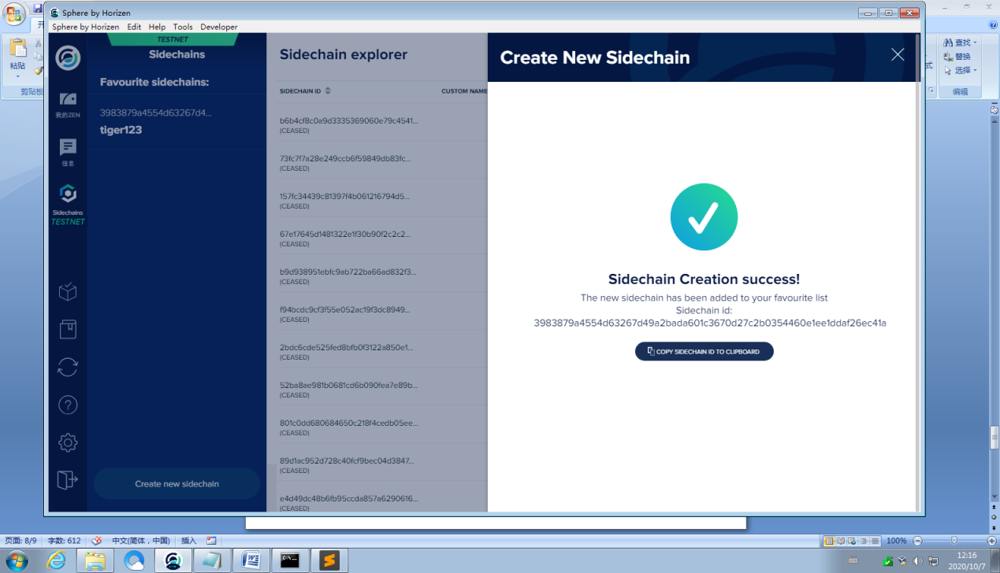 Sphere by Horizen
Sphere by Horizen Edit Help Tools Developer
TESTNET
Sidechains
Favourite sidechains:
3983879a4554d63267d4...
tiger123
我的ZEN
信息
Sidechains
TESTNET
Create new sidechain
Sidechain explorer
SIDECHAIN ID
CUSTOM NAME
b6b4cf8c0a9d3335369060e79c4541...
(CEASED)
73fc7f7a28e249ccb6f59849db83fc...
(CEASED)
157fc34439c81397f4b061216794d5...
(CEASED)
67e17645d1481322e1f30b90f2c2c2...
(CEASED)
b9d938951ebfc9ab722ba66ad832f3...
(CEASED)
f94bcdc9cf3f55e052ac19f3dc8949...
(CEASED)
2bdc6cde525fed8bfb0f3122a850e1...
(CEASED)
52ba8ae981b0681cd6b090fea7e89b...
(CEASED)
801c0dd680684650c218f4cedb05ee...
(CEASED)
89d1ac952d728c40fcf9bec04d3847...
(CEASED)
e4d49dc48b6fb95ccda857a6290616...
(CEASED)
Create New Sidechain
Sidechain Creation success!
The new sidechain has been added to your favourite list
Sidechain id:
3983879a4554d63267d49a2bada601c3670d27c2b0354460e1ee1ddaf26ec41a
COPY SIDECHAIN ID TO CLIPBOARD
开
粘贴
剪贴板
查找
替换
选择
式
编辑
页面: 8/9 字数: 612 中文(简体，中国) 插入 100%
12:16
2020/10/7